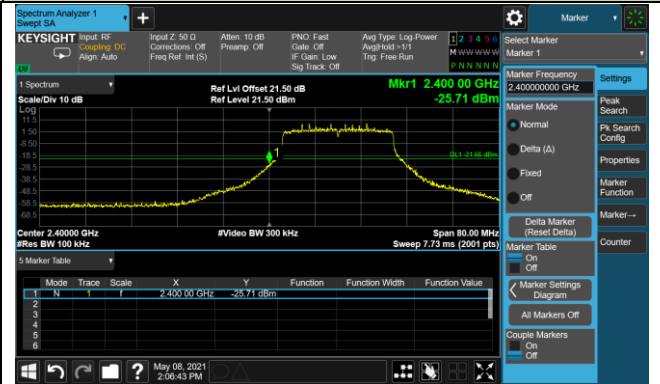 Spectrum Analyzer 1
Swept SA
Marker
KEYSIGHT
Input: RF
Coupling: DC
Align: Auto
Input Z: 50 Ω
Corrections: Off
Freq Ref: Int (S)
Atten: 10 dB
Preamp: Off
PNO: Fast
Gate: Off
IF Gain: Low
Sig Track: Off
Avg Type: Log-Power
Avg|Hold:>1/1
Trig: Free Run
1 2 3 4 5 6
M W W W W W
P N N N N N
Select Marker
Marker 1
1 Spectrum
Scale/Div 10 dB
Log
Ref Lvl Offset 21.50 dB
Ref Level 21.50 dBm
Mkr1 2.400 00 GHz
-25.71 dBm
11.5
1.50
-8.50
-18.5
-28.5
-38.5
-48.5
-58.5
-68.5
1
DL1 -21.66 dBm
Center 2.40000 GHz
#Res BW 100 kHz
#Video BW 300 kHz
Span 80.00 MHz
Sweep 7.73 ms (2001 pts)
5 Marker Table
Mode Trace Scale X Y Function Function Width Function Value
1 N 1 f 2.400 00 GHz -25.71 dBm
2
3
4
5
6
Marker Frequency
2.400000000 GHz
Marker Mode
Normal
Delta (Δ)
Fixed
Off
Delta Marker
(Reset Delta)
Marker Table
On
Off
Marker Settings
Diagram
All Markers Off
Couple Markers
On
Off
Settings
Peak
Search
Pk Search
Config
Properties
Marker
Function
Marker→
Counter
?
May 08, 2021
2:06:43 PM